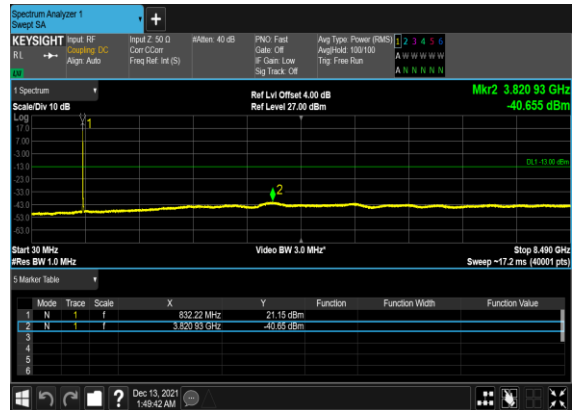 Spectrum Analyzer 1
Swept SA
KEYSIGHT Input: RF Input Z: 50 Ω #Atten: 40 dB PNO: Fast Avg Type: Power (RMS) 1 2 3 4 5 6
RL Coupling: DC Corr CCorr Gate: Off Avg|Hold: 100/100 A W W W W W
Align: Auto Freq Ref: Int (S) IF Gain: Low Trig: Free Run
Sig Track: Off A N N N N N
1 Spectrum Ref Lvl Offset 4.00 dB Mkr2 3.820 93 GHz
Scale/Div 10 dB Ref Level 27.00 dBm -40.655 dBm
Log
17.0
7.00
-3.00
-13.0
-23.0
-33.0
-43.0
-53.0
-63.0
1
2
DL1 -13.00 dBm
Start 30 MHz Video BW 3.0 MHz* Stop 8.490 GHz
#Res BW 1.0 MHz Sweep ~17.2 ms (40001 pts)
5 Marker Table
Mode Trace Scale X Y Function Function Width Function Value
1 N 1 f 832.22 MHz 21.15 dBm
2 N 1 f 3.820 93 GHz -40.65 dBm
3
4
5
6
? Dec 13, 2021
1:49:42 AM